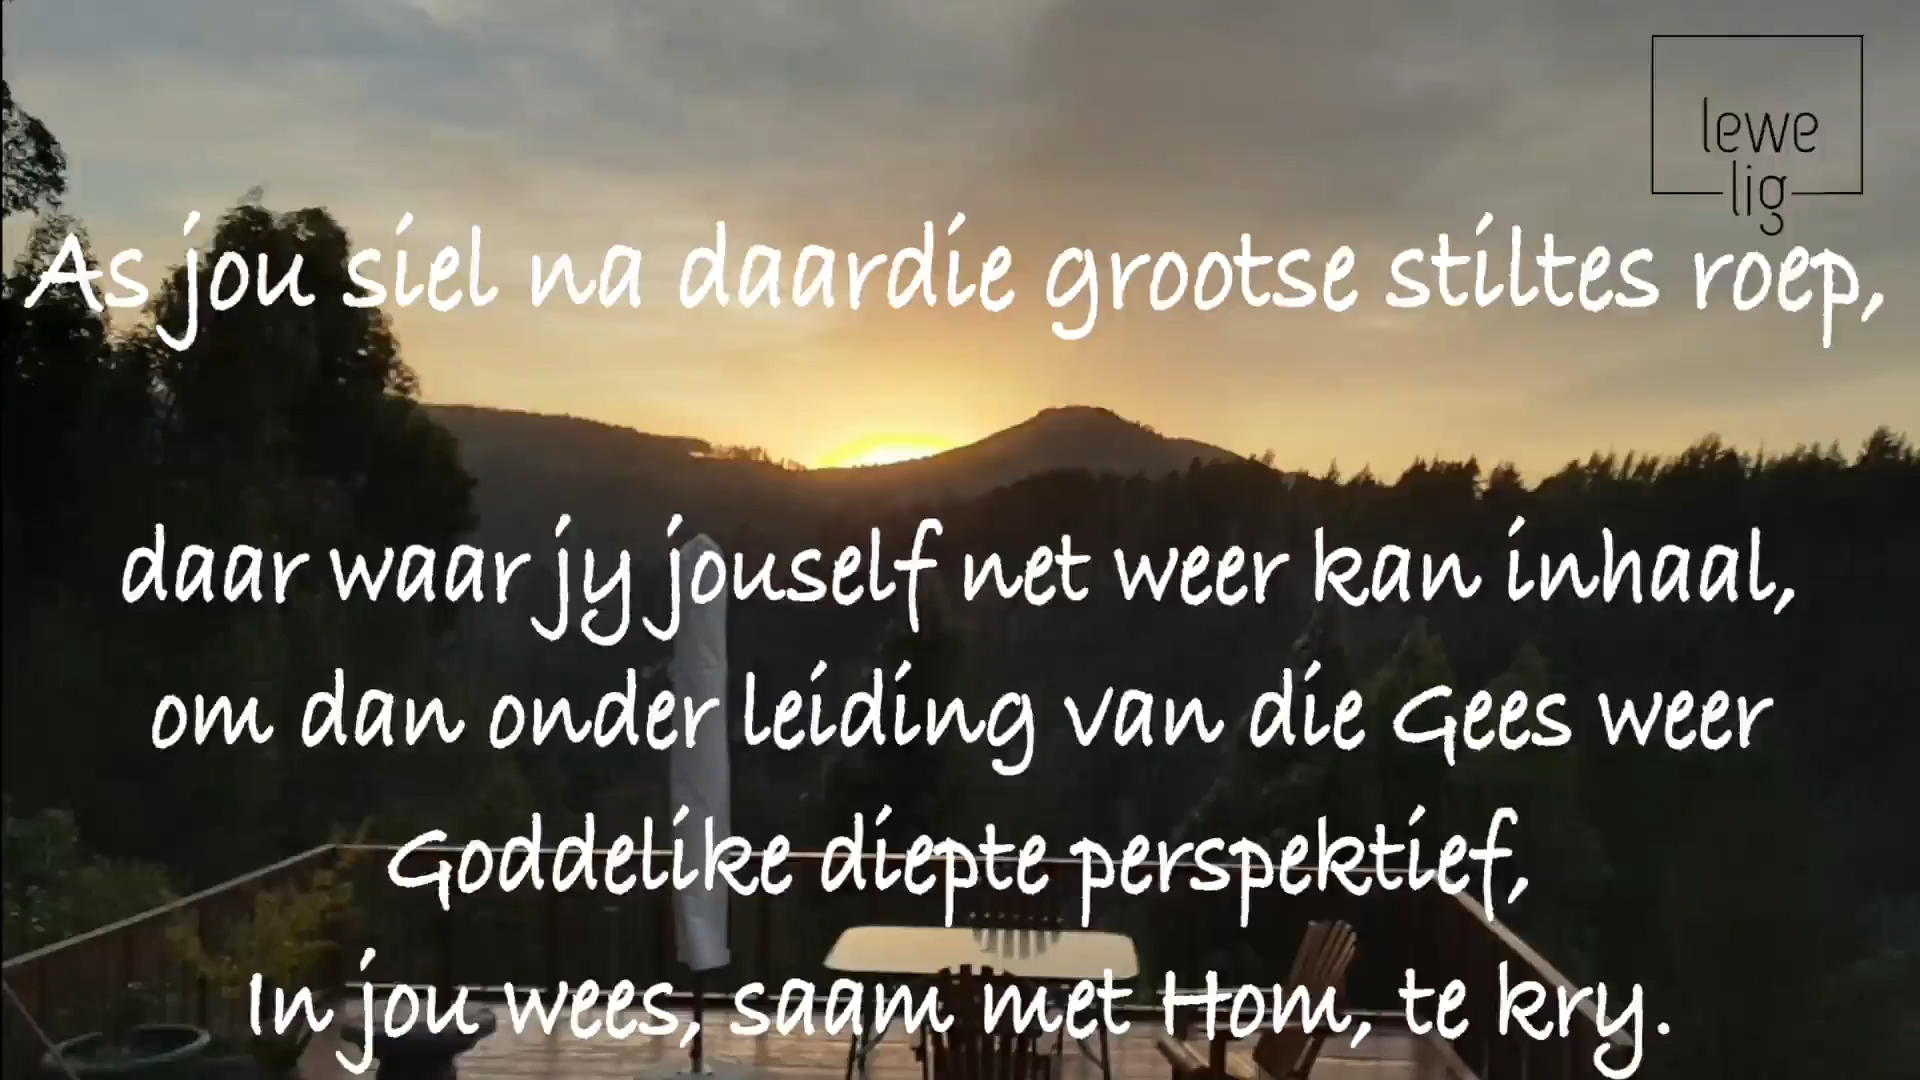 lewe
lig
As jou siel na daardie grootse stiltes roep,
daar waar jy jouself net weer kan inhaal,
om dan onder leiding van die Gees weer
Goddelike diepte perspektief,
In jou wees, saam met Hom, te kry.